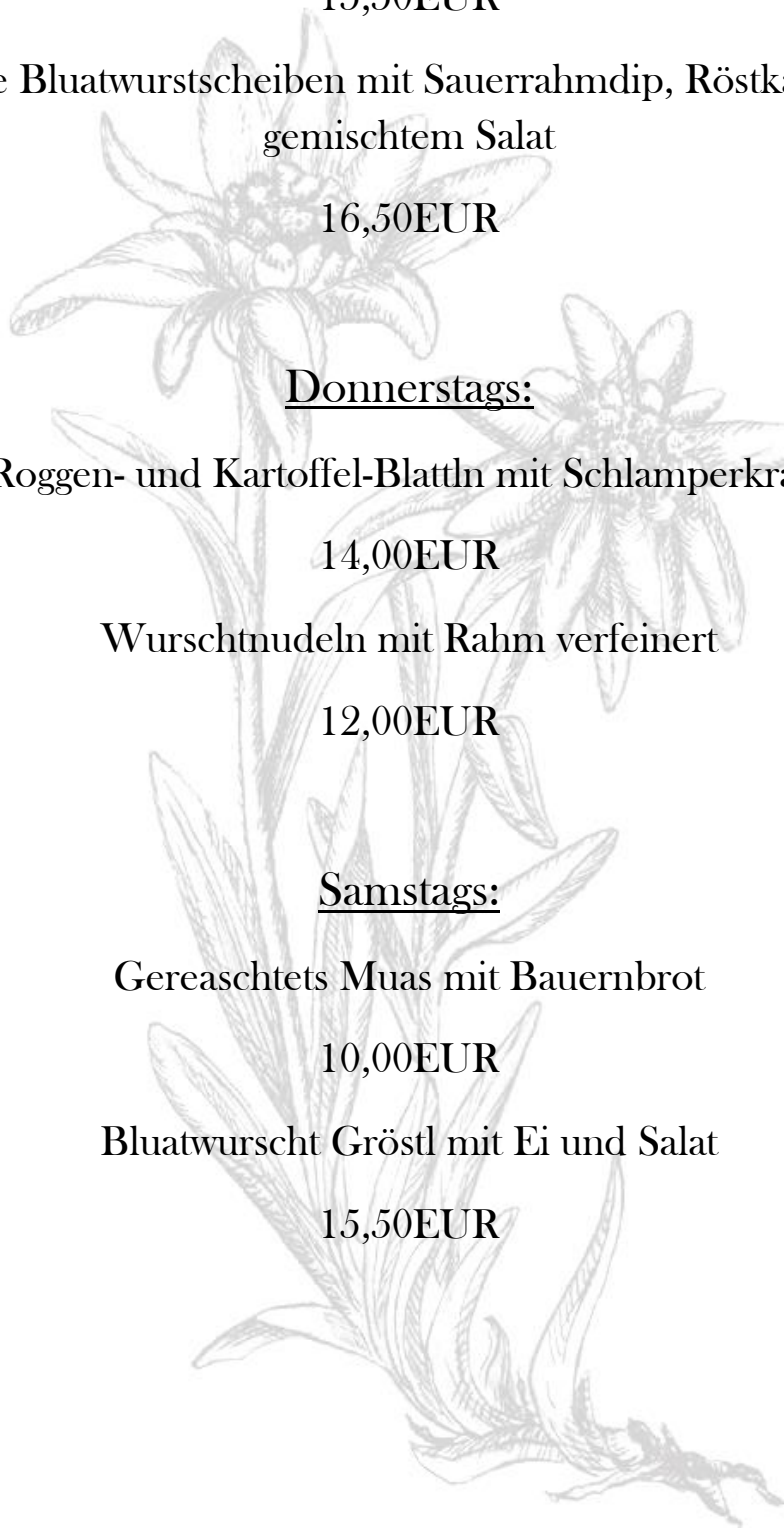 15,50EUR
Bluatwurstscheiben mit Sauerrahmdip,
gemischtem Salat
16,50EUR
Donnerstags:
Roggen- und Kartoffel-Blattln mit
14,00EUR
Wurschtnudeln mit Rahm verfeinert
12,00EUR
Samstags:
Gereaschtets Muas mit Bauernbrot
10,00EUR
Bluatwurscht Gröstl mit Ei und Salat
15,50EUR